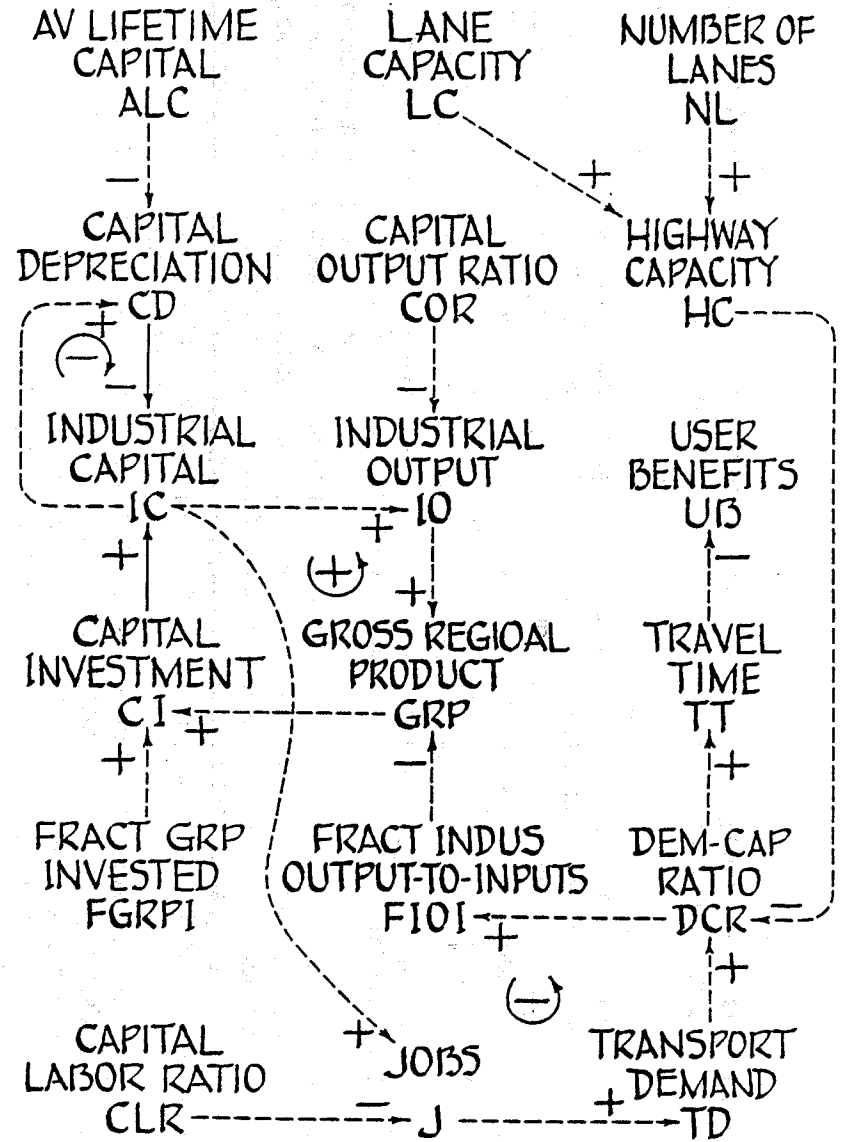 AV LIFETIME
CAPITAL
ALC
LANE
CAPACITY
LC
NUMBER OF
LANES
NL
−
+
+
CAPITAL
DEPRECIATION
CD
CAPITAL
OUTPUT RATIO
COR
HIGHWAY
CAPACITY
HC
+
(−)
−
−
INDUSTRIAL
CAPITAL
IC
INDUSTRIAL
OUTPUT
IO
USER
BENEFITS
UB
+
+
(+)
+
−
CAPITAL
INVESTMENT
CI
GROSS REGIOAL
PRODUCT
GRP
TRAVEL
TIME
TT
+
+
−
+
FRACT GRP
INVESTED
FGRPI
FRACT INDUS
OUTPUT-TO-INPUTS
FIOI
DEM-CAP
RATIO
DCR
−
+
(−)
+
CAPITAL
LABOR RATIO
CLR
+
JOBS
J
TRANSPORT
DEMAND
TD
−
+